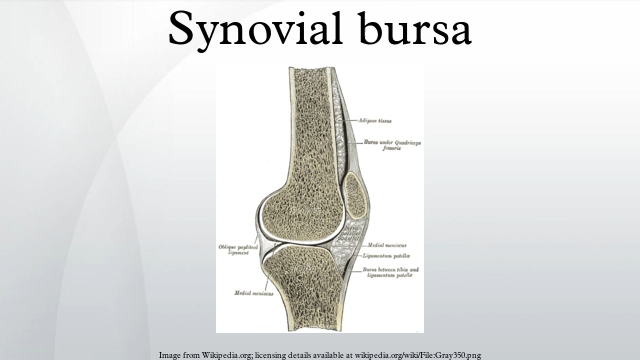 Synovial bursa
Adipose tissue
Bursa under Quadriceps
femoris
Oblique popliteal
ligament
Medial meniscus
Ligamentum patellæ
Bursa between tibia and
ligamentum patellæ
Medial meniscus
Image from Wikipedia.org; licensing details available at wikipedia.org/wiki/File:Gray350.png